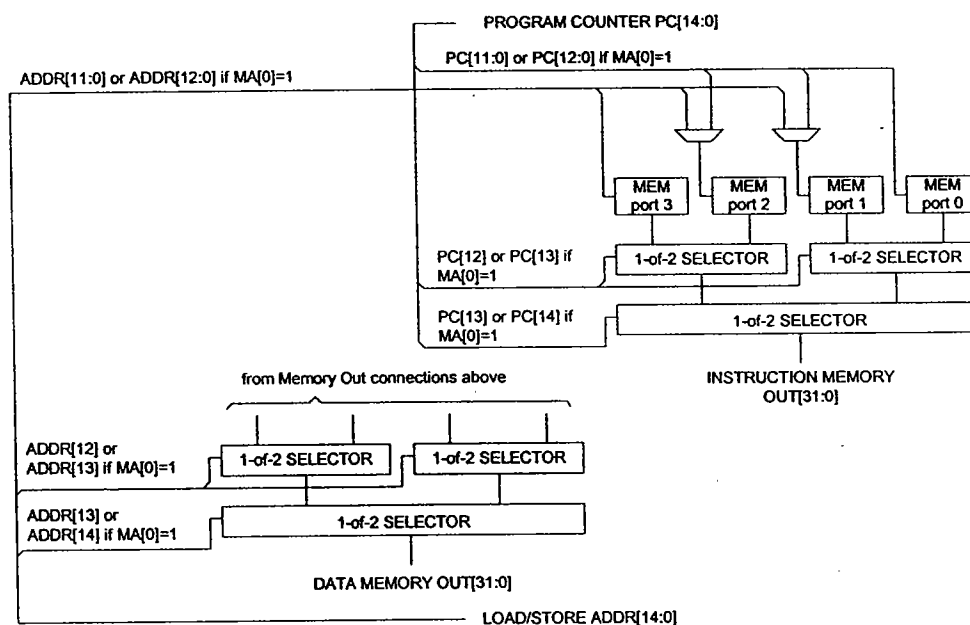 PROGRAM COUNTER PC[14:0]
PC[11:0] or PC[12:0] if MA[0]=1
ADDR[11:0] or ADDR[12:0] if MA[0]=1
MEM
port 3
MEM
port 2
MEM
port 1
MEM
port 0
PC[12] or PC[13] if
MA[0]=1
1-of-2 SELECTOR
1-of-2 SELECTOR
PC[13] or PC[14] if
MA[0]=1
1-of-2 SELECTOR
INSTRUCTION MEMORY
OUT[31:0]
from Memory Out connections above
ADDR[12] or
ADDR[13] if MA[0]=1
1-of-2 SELECTOR
1-of-2 SELECTOR
ADDR[13] or
ADDR[14] if MA[0]=1
1-of-2 SELECTOR
DATA MEMORY OUT[31:0]
LOAD/STORE ADDR[14:0]